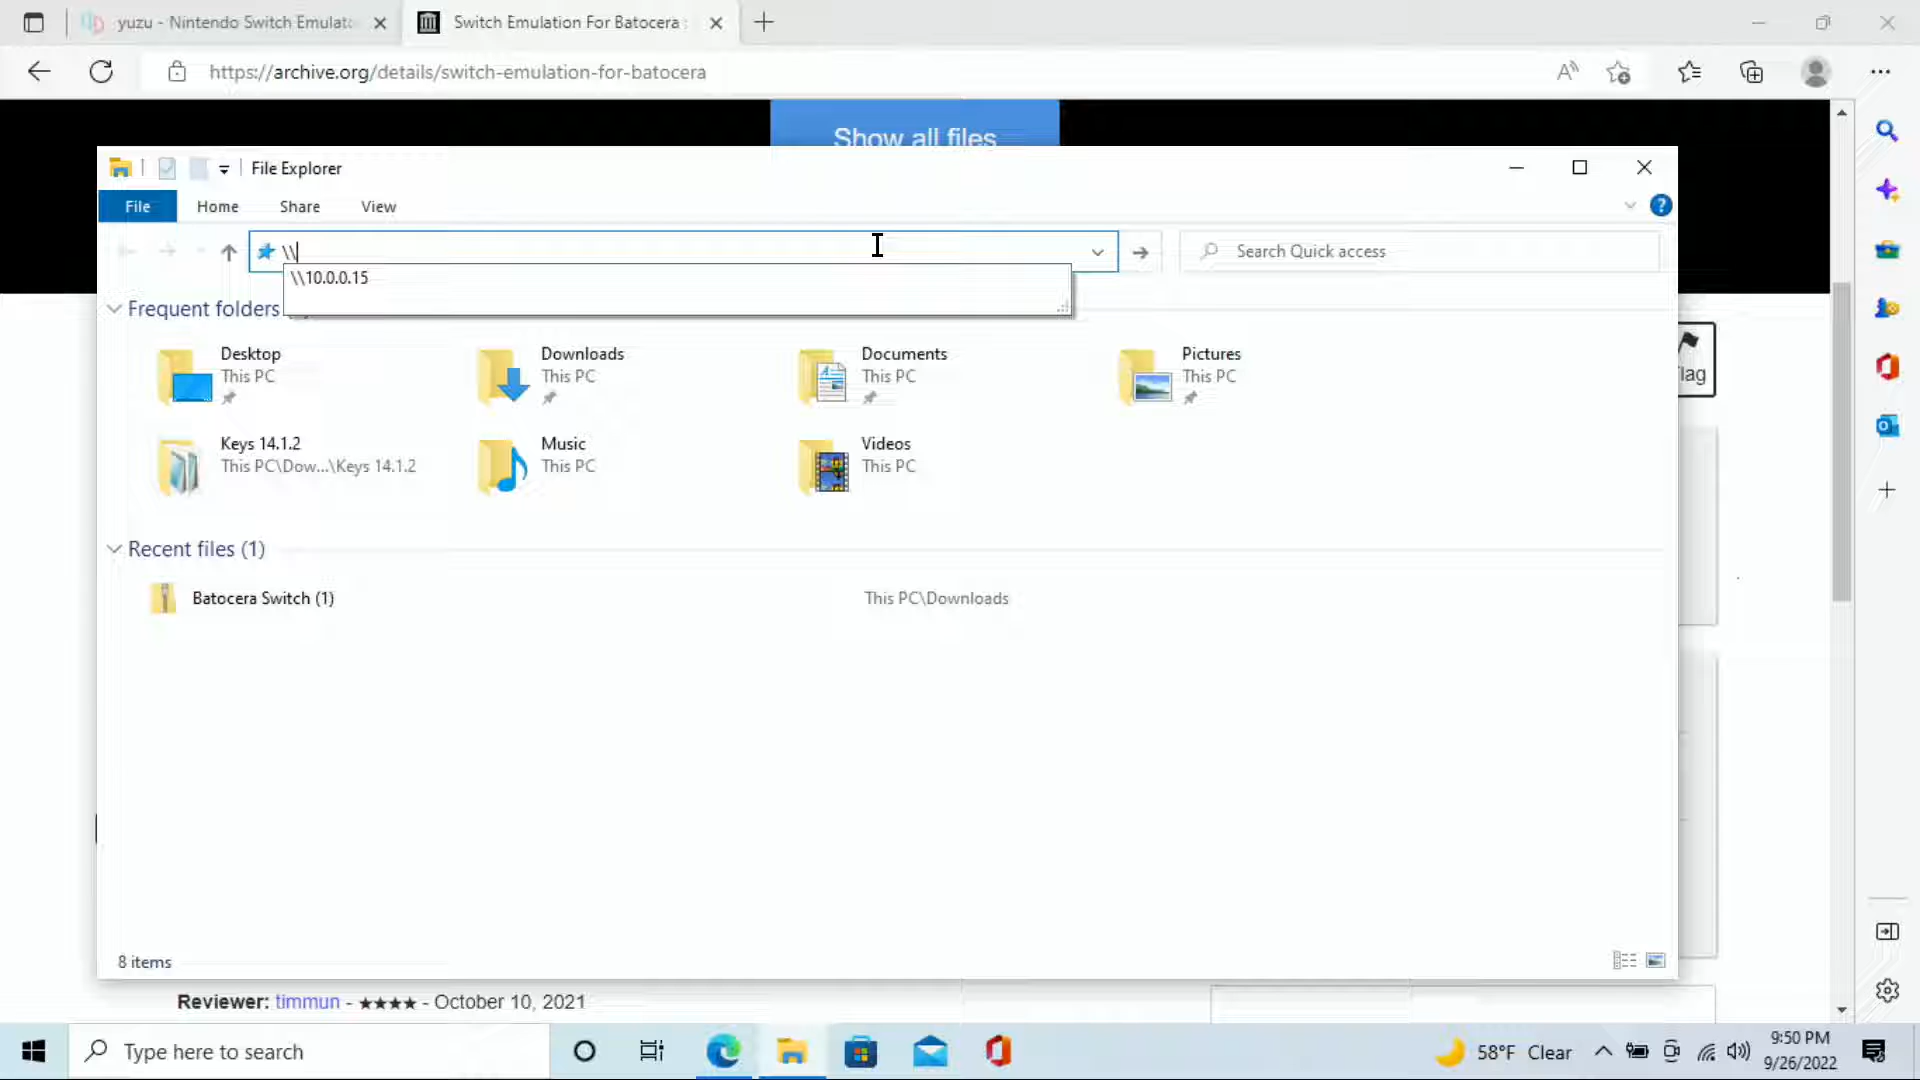 yuzu - Nintendo Switch Emulato
Switch Emulation For Batocera :
https://archive.org/details/switch-emulation-for-batocera
Show all files
File Explorer
File
Home
Share
View
\\
Search Quick access
\\10.0.0.15
Frequent folders
Desktop
This PC
Downloads
This PC
Documents
This PC
Pictures
This PC
lag
Keys 14.1.2
This PC\Dow...\Keys 14.1.2
Music
This PC
Videos
This PC
Recent files (1)
Batocera Switch (1)
This PC\Downloads
8 items
Reviewer: timmun - ★★★★ - October 10, 2021
Type here to search
58°F Clear
9:50 PM
9/26/2022